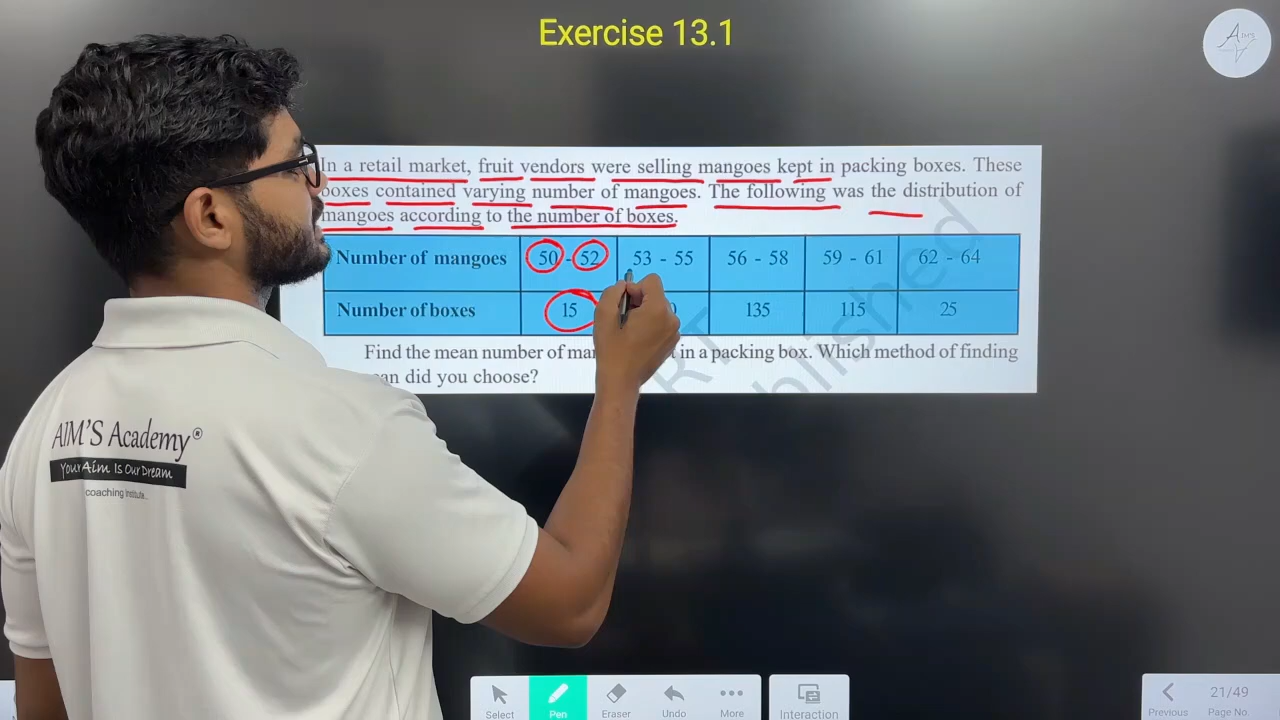 Exercise 13.1
AIM'S
In a retail market, fruit vendors were selling mangoes kept in packing boxes. These
boxes contained varying number of mangoes. The following was the distribution of
mangoes according to the number of boxes.
Number of mangoes 50 - 52 53 - 55 56 - 58 59 - 61 62 - 64
Number of boxes 15 135 115 25
Find the mean number of in a packing box. Which method of finding
did you choose?
AIM'S Academy®
Your Aim Is Our Dream
coaching institute..
Select Pen Eraser Undo More Interaction Previous 21/49 Page No.